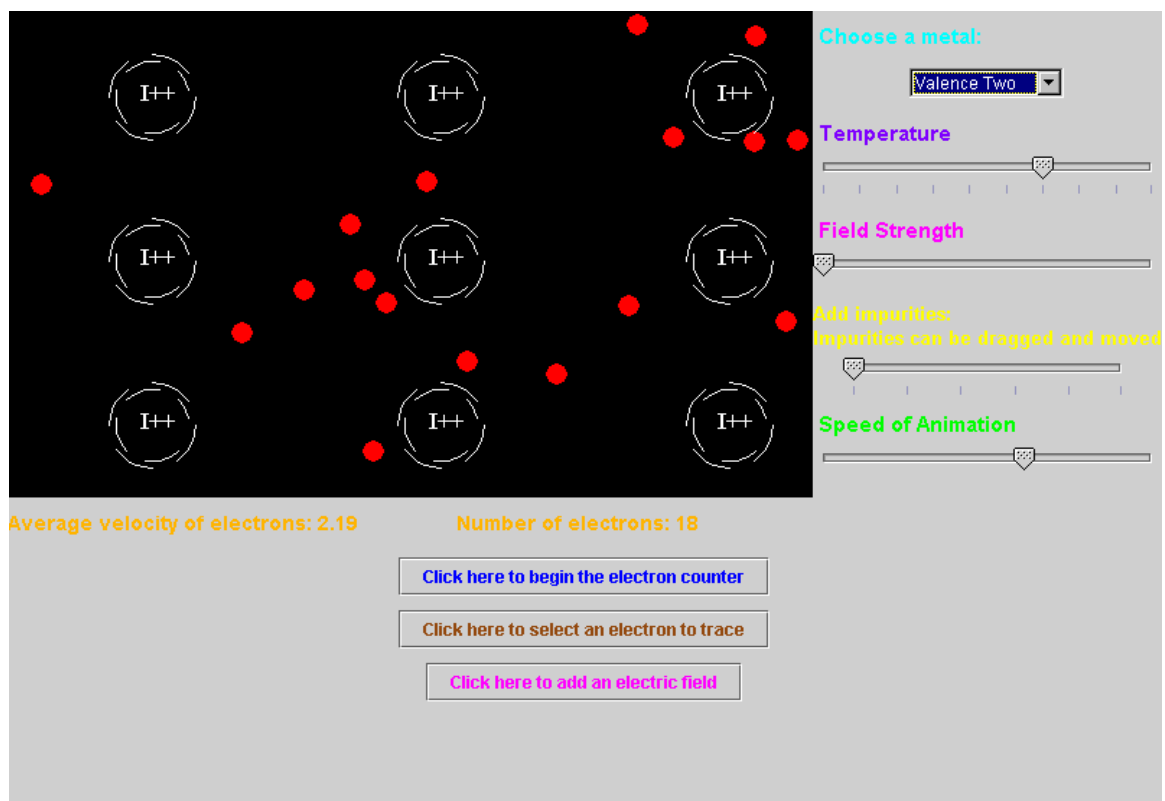 I++ I++ I++
I++ I++ I++
I++ I++ I++
Choose a metal:
Valence Two
Temperature
Field Strength
Add impurities:
Impurities can be dragged and moved
Speed of Animation
Average velocity of electrons: 2.19
Number of electrons: 18
Click here to begin the electron counter
Click here to select an electron to trace
Click here to add an electric field